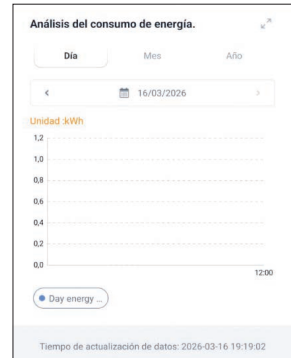 Análisis del consumo de energía.
Día Mes Año
< 16/03/2026 >
Unidad :kWh
1,2
1,0
0,8
0,6
0,4
0,2
0,0
12:00
Day energy ...
Tiempo de actualización de datos: 2026-03-16 19:19:02